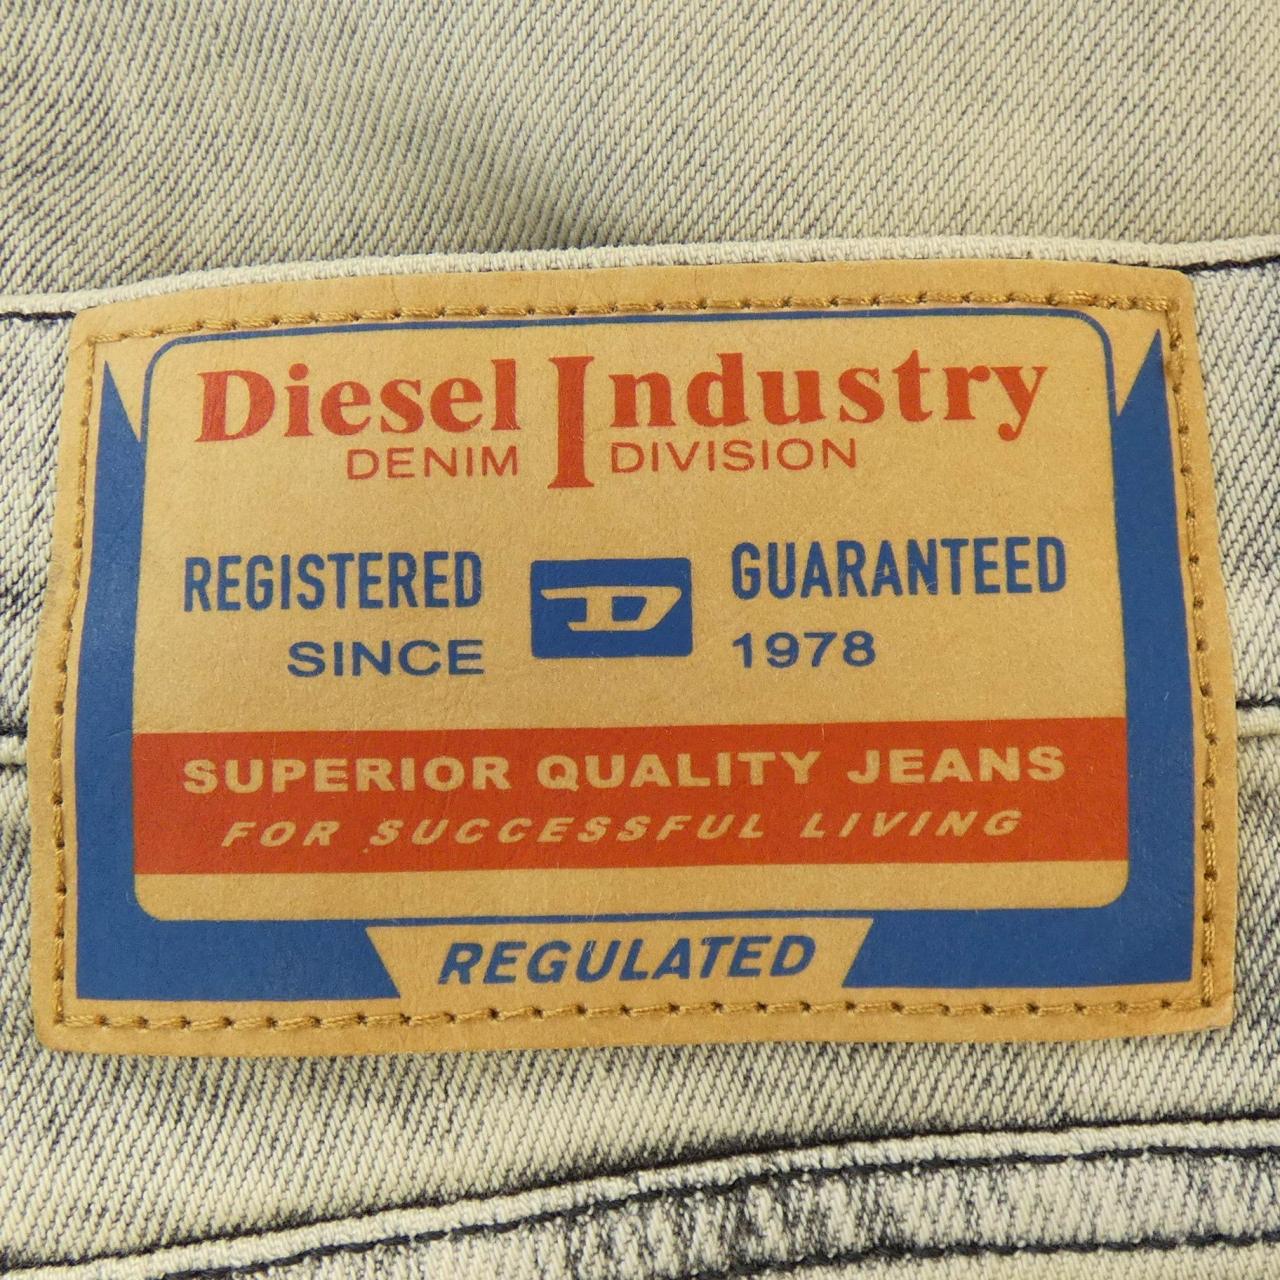 Diesel Industry
DENIM DIVISION
REGISTERED D GUARANTEED
SINCE 1978
SUPERIOR QUALITY JEANS
FOR SUCCESSFUL LIVING
REGULATED